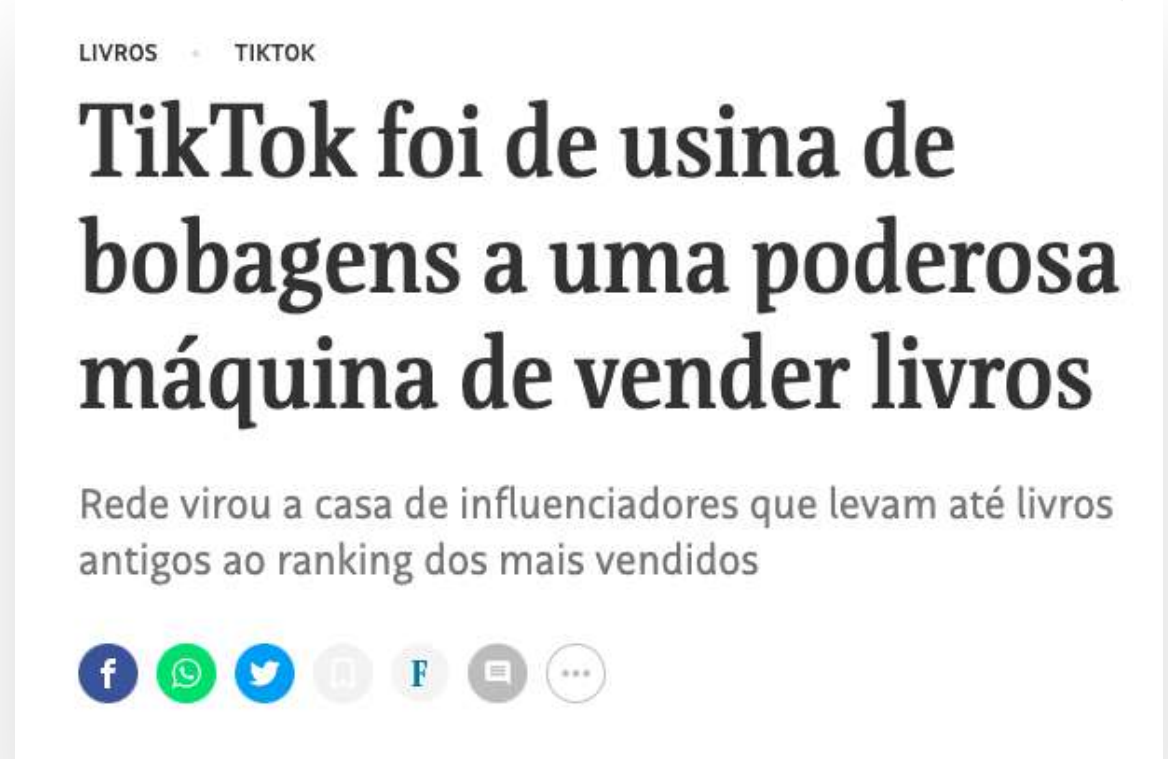 LIVROS • TIKTOK
TikTok foi de usina de
bobagens a uma poderosa
máquina de vender livros
Rede virou a casa de influenciadores que levam até livros
antigos ao ranking dos mais vendidos
F